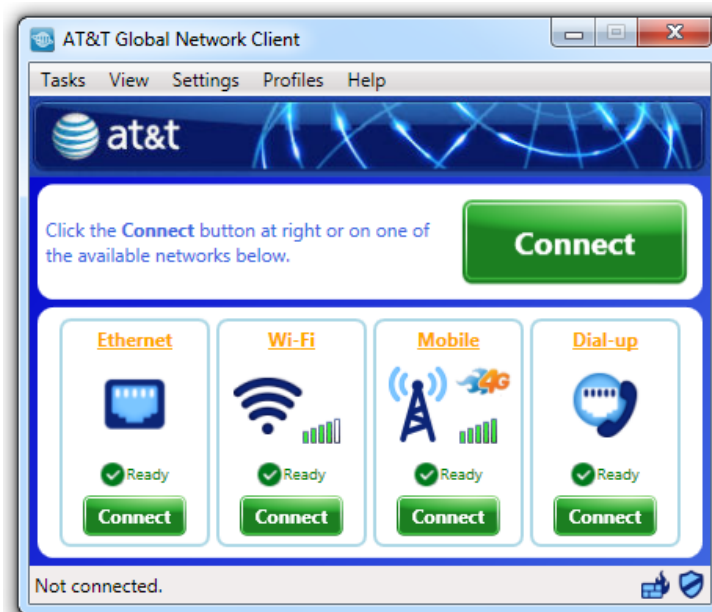 AT&T Global Network Client
Tasks View Settings Profiles Help
at&t
Click the Connect button at right or on one of
the available networks below.
Connect
Ethernet Wi-Fi Mobile Dial-up
4G
Ready Ready Ready Ready
Connect Connect Connect Connect
Not connected.